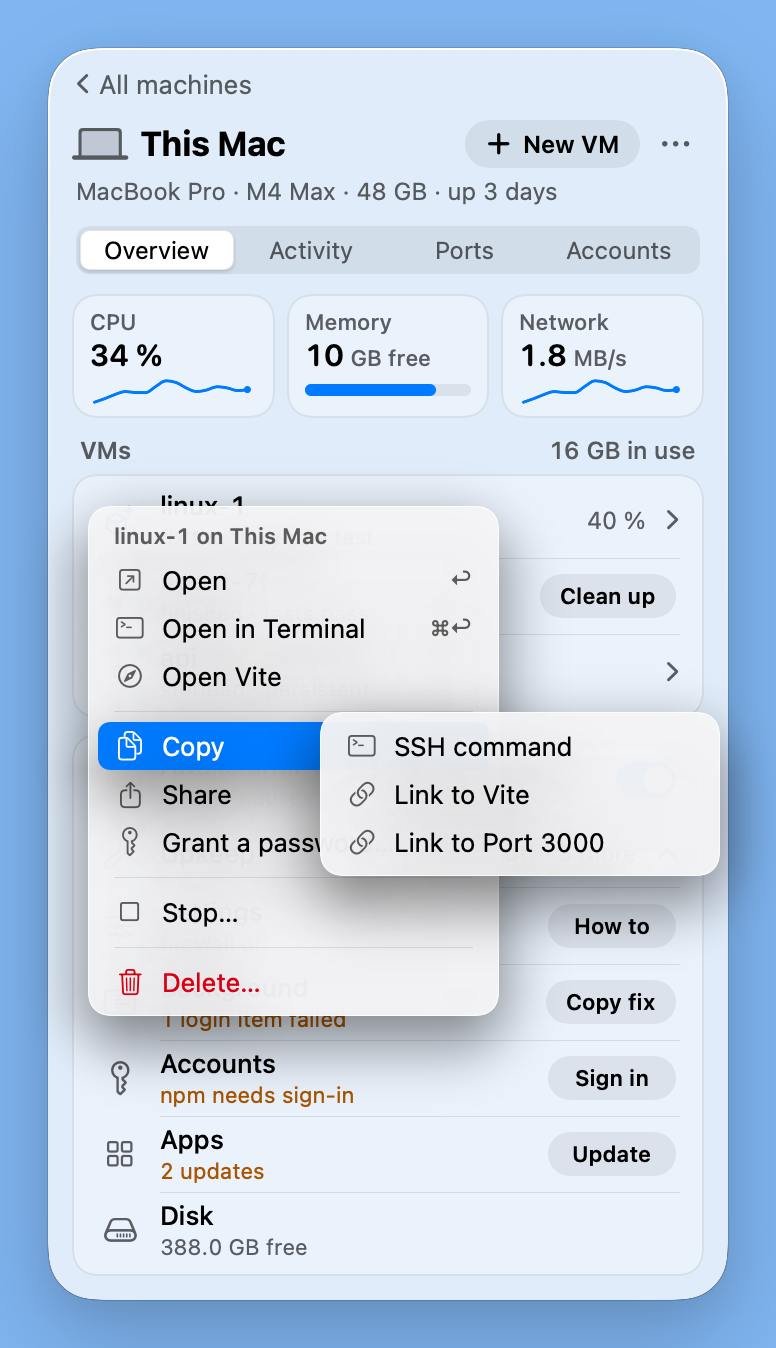 All machines
This Mac
New VM
MacBook Pro · M4 Max · 48 GB · up 3 days
Overview
Activity
Ports
Accounts
CPU
34 %
Memory
10 GB free
Network
1.8 MB/s
VMs
16 GB in use
linux-1
40 %
Clean up
linux-1 on This Mac
Open ↩
Open in Terminal ⌘↩
Open Vite
Copy
Share
Grant a
Stop...
Delete...
SSH command
Link to Vite
Link to Port 3000
How to
Copy fix
1 login item failed
Accounts
npm needs sign-in
Sign in
Apps
2 updates
Update
Disk
388.0 GB free